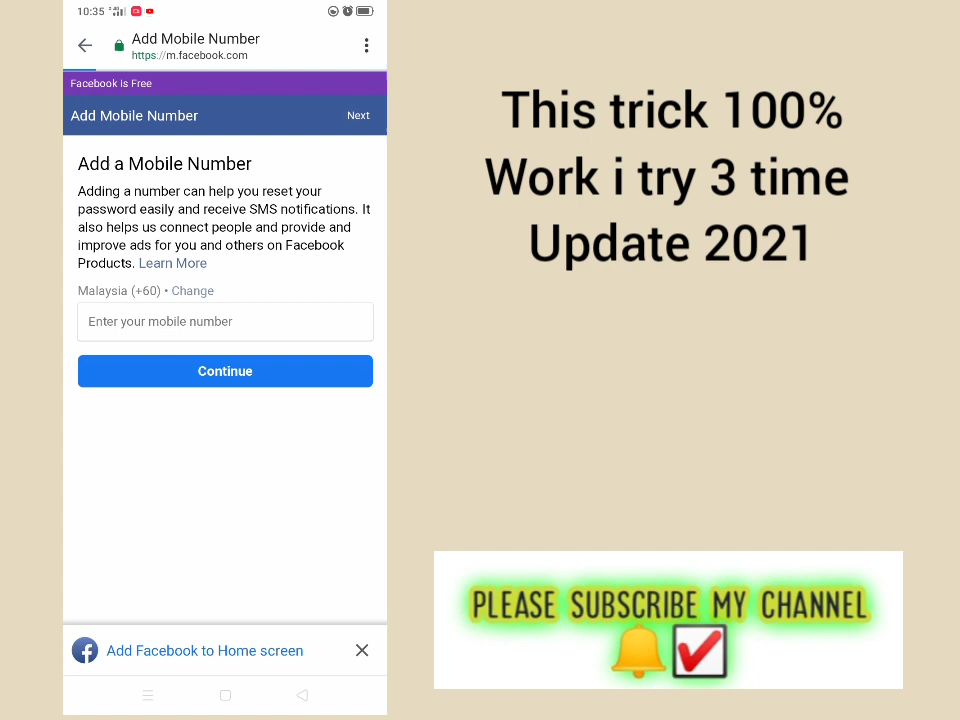 10:35
Add Mobile Number
https://m.facebook.com
Facebook is Free
Add Mobile Number
Next
Add a Mobile Number
Adding a number can help you reset your
password easily and receive SMS notifications. It
also helps us connect people and provide and
improve ads for you and others on Facebook
Products. Learn More
Malaysia (+60) • Change
Enter your mobile number
Continue
Add Facebook to Home screen
This trick 100%
Work i try 3 time
Update 2021
PLEASE SUBSCRIBE MY CHANNEL